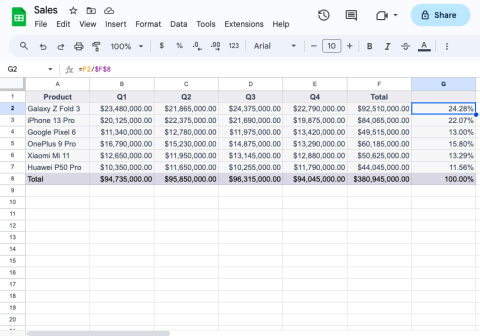 Sales
File Edit View Insert Format Data Tools Extensions Help
Share
100% $ % .0 .00 123 Arial 10 B I S A
G2 fx =F2/$F$8
A B C D E F G
1 Product Q1 Q2 Q3 Q4 Total
2 Galaxy Z Fold 3 $23,480,000.00 $21,865,000.00 $24,375,000.00 $22,790,000.00 $92,510,000.00 24.28%
3 iPhone 13 Pro $20,125,000.00 $22,375,000.00 $21,690,000.00 $19,875,000.00 $84,065,000.00 22.07%
4 Google Pixel 6 $11,340,000.00 $12,780,000.00 $11,975,000.00 $13,420,000.00 $49,515,000.00 13.00%
5 OnePlus 9 Pro $16,790,000.00 $15,230,000.00 $14,875,000.00 $13,290,000.00 $60,185,000.00 15.80%
6 Xiaomi Mi 11 $12,650,000.00 $11,950,000.00 $13,145,000.00 $12,880,000.00 $50,625,000.00 13.29%
7 Huawei P50 Pro $10,350,000.00 $11,650,000.00 $10,255,000.00 $11,790,000.00 $44,045,000.00 11.56%
8 Total $94,735,000.00 $95,850,000.00 $96,315,000.00 $94,045,000.00 $380,945,000.00 100.00%
9
10
11
12
13
14
15
16
17
18
19
20